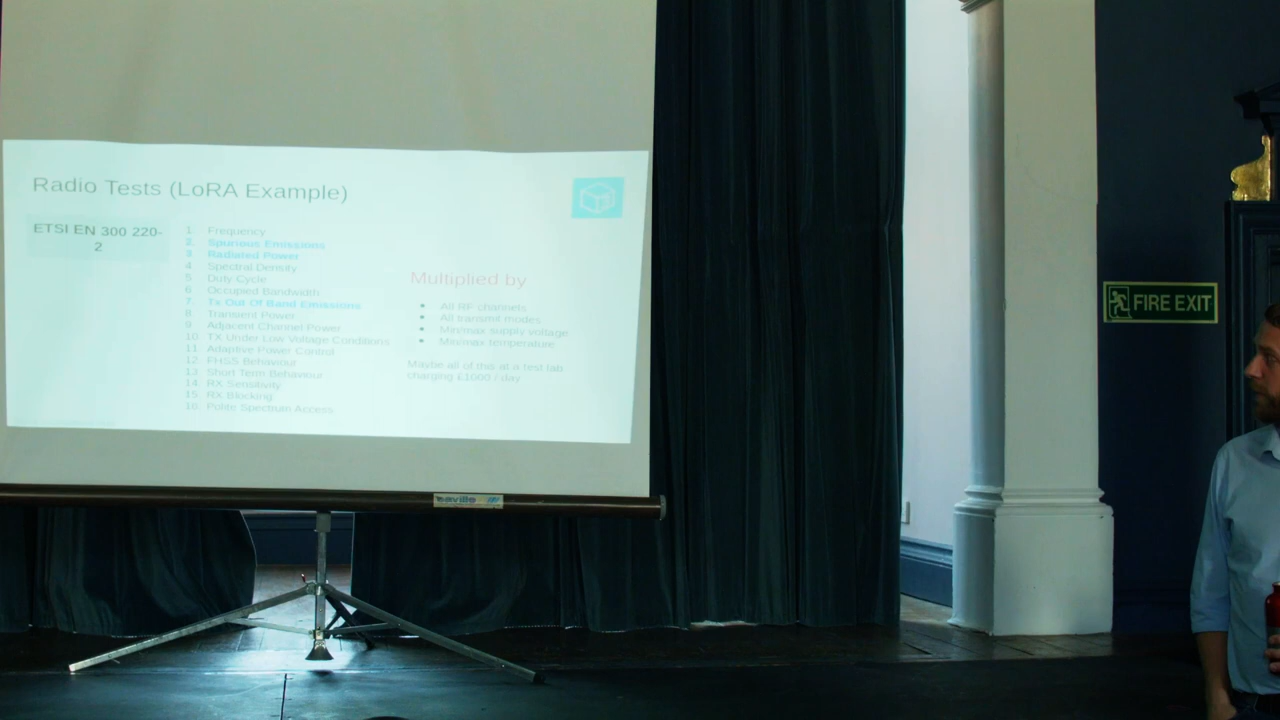 Radio Tests (LoRA Example)
ETSI EN 300 220-
2
1. Frequency
2. Spurious Emissions
3. Radiated Power
4. Spectral Density
5. Duty Cycle
6. Occupied Bandwidth
7. Tx Out Of Band Emissions
8. Transient Power
9. Adjacent Channel Power
10. TX Under Low Voltage Conditions
11. Adaptive Power Control
12. FHSS Behaviour
13. Short Term Behaviour
14. RX Sensitivity
15. RX Blocking
16. Polite Spectrum Access
Multiplied by
All RF channels
All transmit modes
Min/max supply voltage
Min/max temperature
Maybe all of this at a test lab
charging £1000 / day
saville
FIRE EXIT